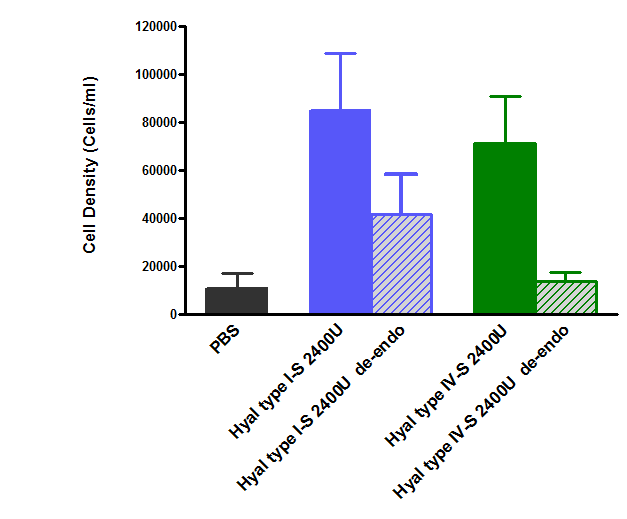 120000
100000
80000
60000
40000
20000
0
Cell Density (Cells/ml)
PBS
Hyal type I-S 2400U
Hyal type I-S 2400U de-endo
Hyal type IV-S 2400U
Hyal type IV-S 2400U de-endo